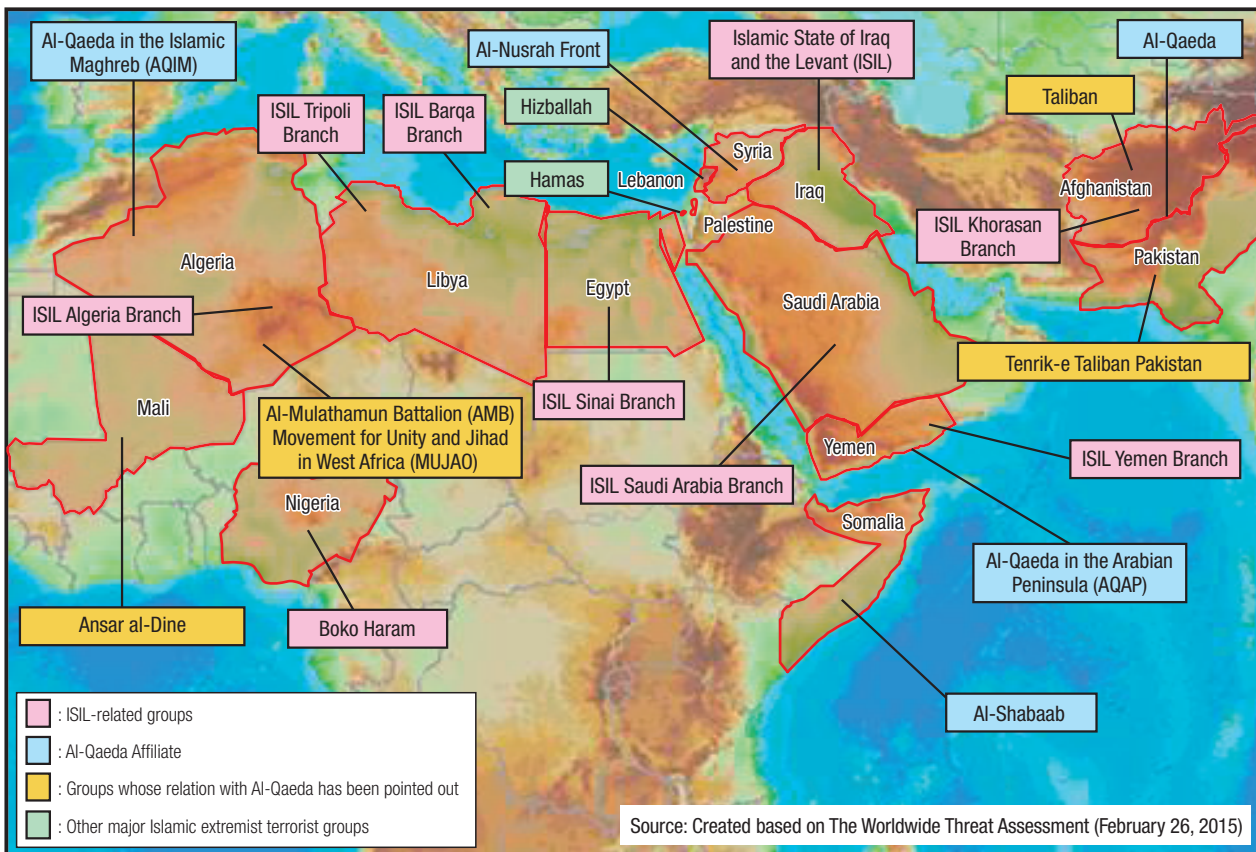 Al-Qaeda in the Islamic
Maghreb (AQIM)
Al-Nusrah Front
Islamic State of Iraq
and the Levant (ISIL)
Al-Qaeda
ISIL Tripoli
Branch
ISIL Barqa
Branch
Hizballah
Taliban
Syria
Hamas
Lebanon
Iraq
Afghanistan
Palestine
ISIL Khorasan
Branch
Pakistan
Algeria
Libya
Egypt
Saudi Arabia
ISIL Algeria Branch
Tenrik-e Taliban Pakistan
Mali
Al-Mulathamun Battalion (AMB)
Movement for Unity and Jihad
in West Africa (MUJAO)
ISIL Sinai Branch
Yemen
ISIL Yemen Branch
ISIL Saudi Arabia Branch
Nigeria
Somalia
Al-Qaeda in the Arabian
Peninsula (AQAP)
Ansar al-Dine
Boko Haram
Al-Shabaab
: ISIL-related groups
: Al-Qaeda Affiliate
: Groups whose relation with Al-Qaeda has been pointed out
: Other major Islamic extremist terrorist groups
Source: Created based on The Worldwide Threat Assessment (February 26, 2015)